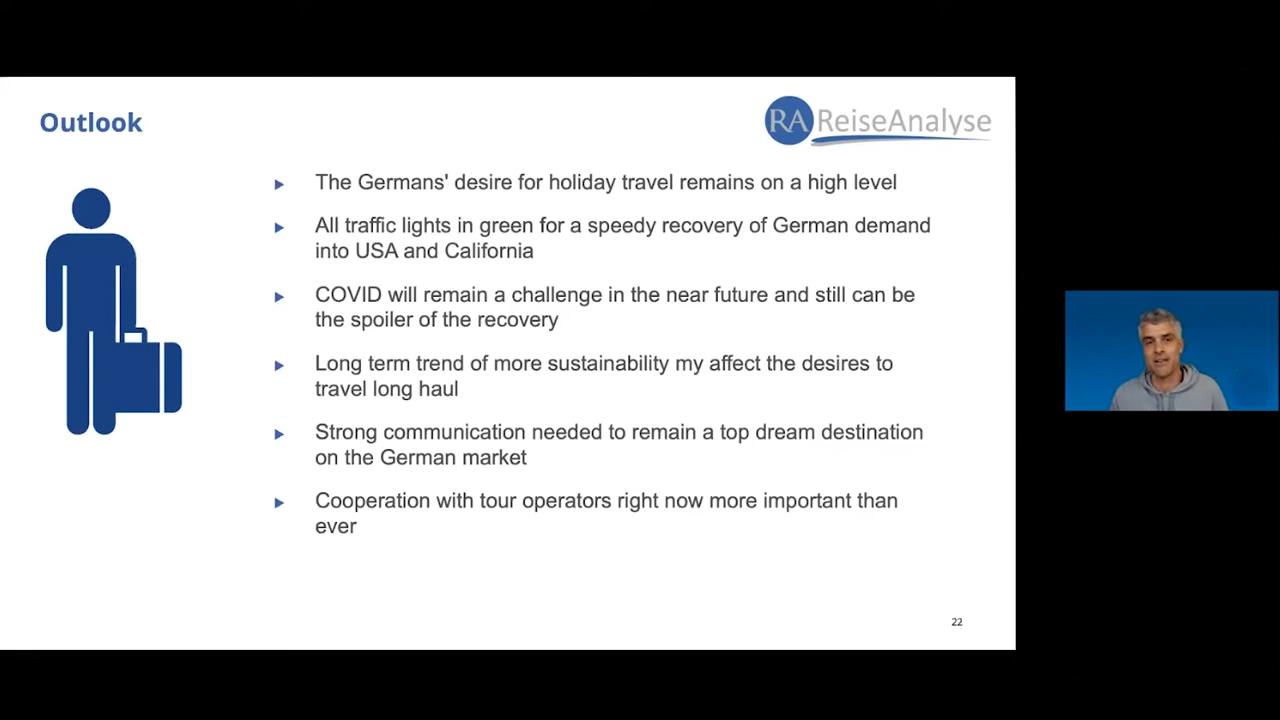 Outlook
RA ReiseAnalyse
The Germans' desire for holiday travel remains on a high level
All traffic lights in green for a speedy recovery of German demand
into USA and California
COVID will remain a challenge in the near future and still can be
the spoiler of the recovery
Long term trend of more sustainability my affect the desires to
travel long haul
Strong communication needed to remain a top dream destination
on the German market
Cooperation with tour operators right now more important than
ever
22